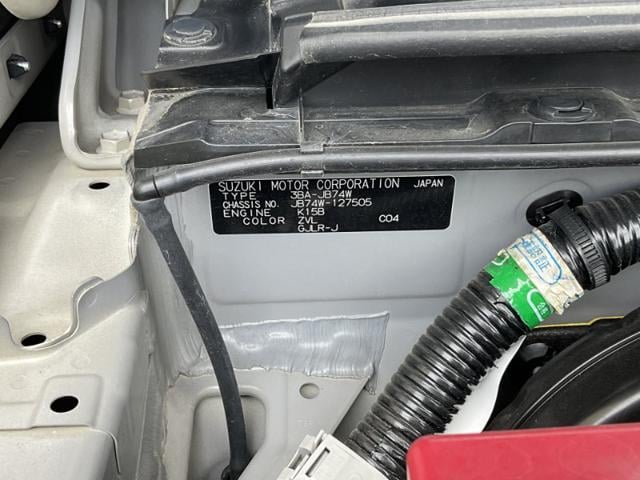 SUZUKI MOTOR CORPORATION JAPAN
TYPE 3BA-JB74W
CHASSIS NO. JB74W-127505
ENGINE K15B
COLOR ZVL C04
GJLR-J